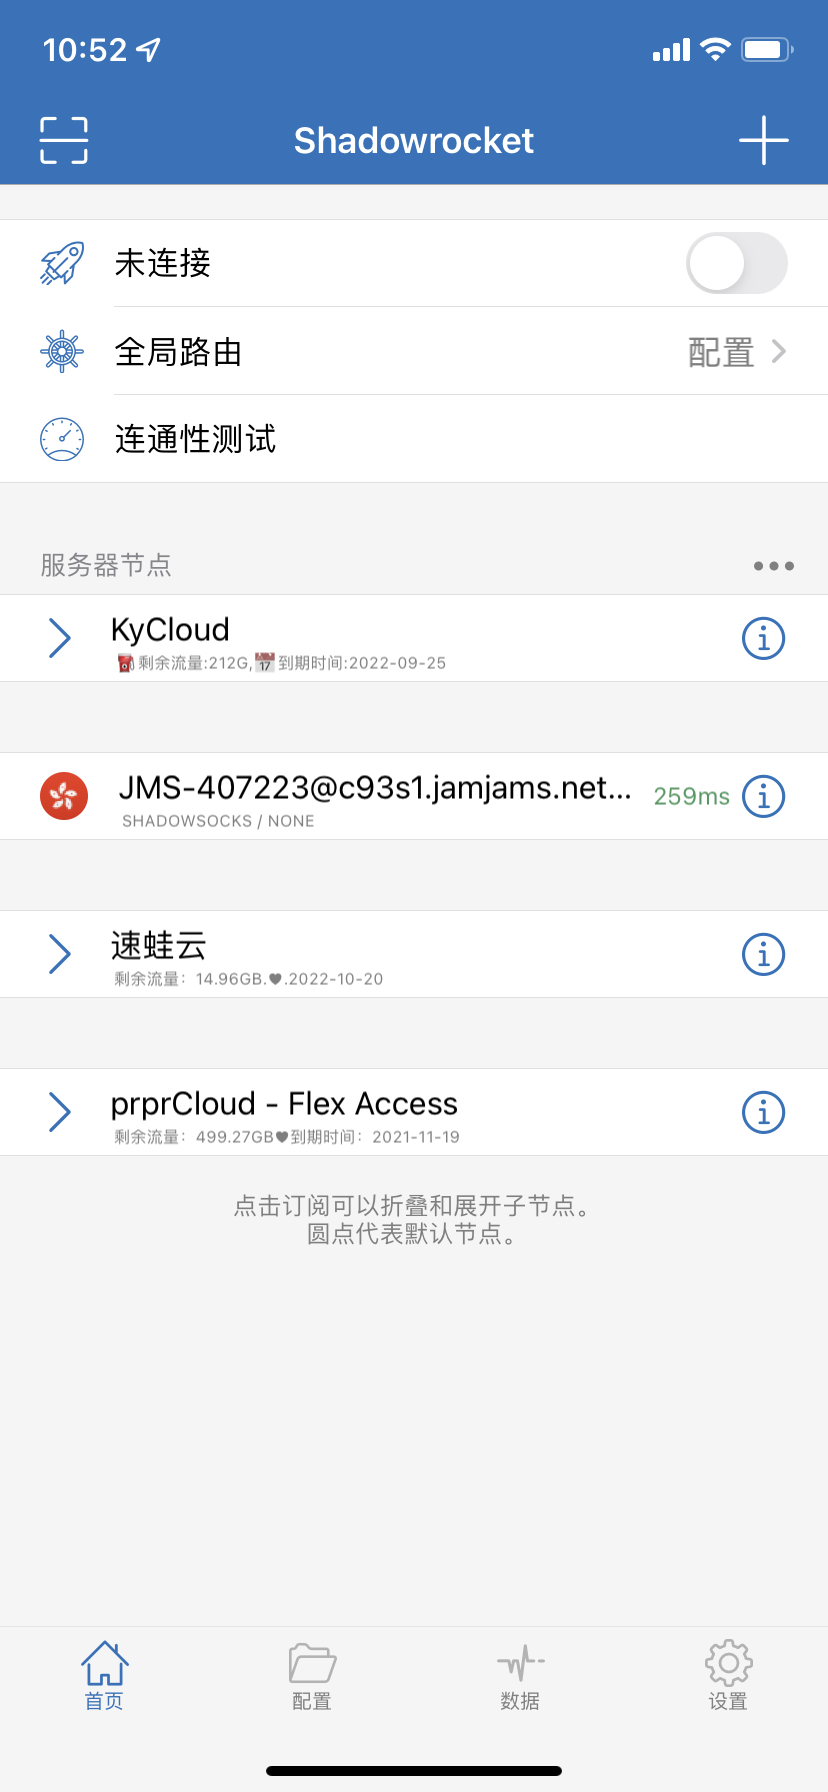 10:52
Shadowrocket
未连接
全局路由 配置
连通性测试
服务器节点
KyCloud
剩余流量:212G,17到期时间:2022-09-25
JMS-407223@c93s1.jamjams.net... 259ms
SHADOWSOCKS / NONE
速蛙云
剩余流量: 14.96GB.♥.2022-10-20
prprCloud - Flex Access
剩余流量: 499.27GB♥到期时间: 2021-11-19
点击订阅可以折叠和展开子节点。
圆点代表默认节点。
首页 配置 数据 设置